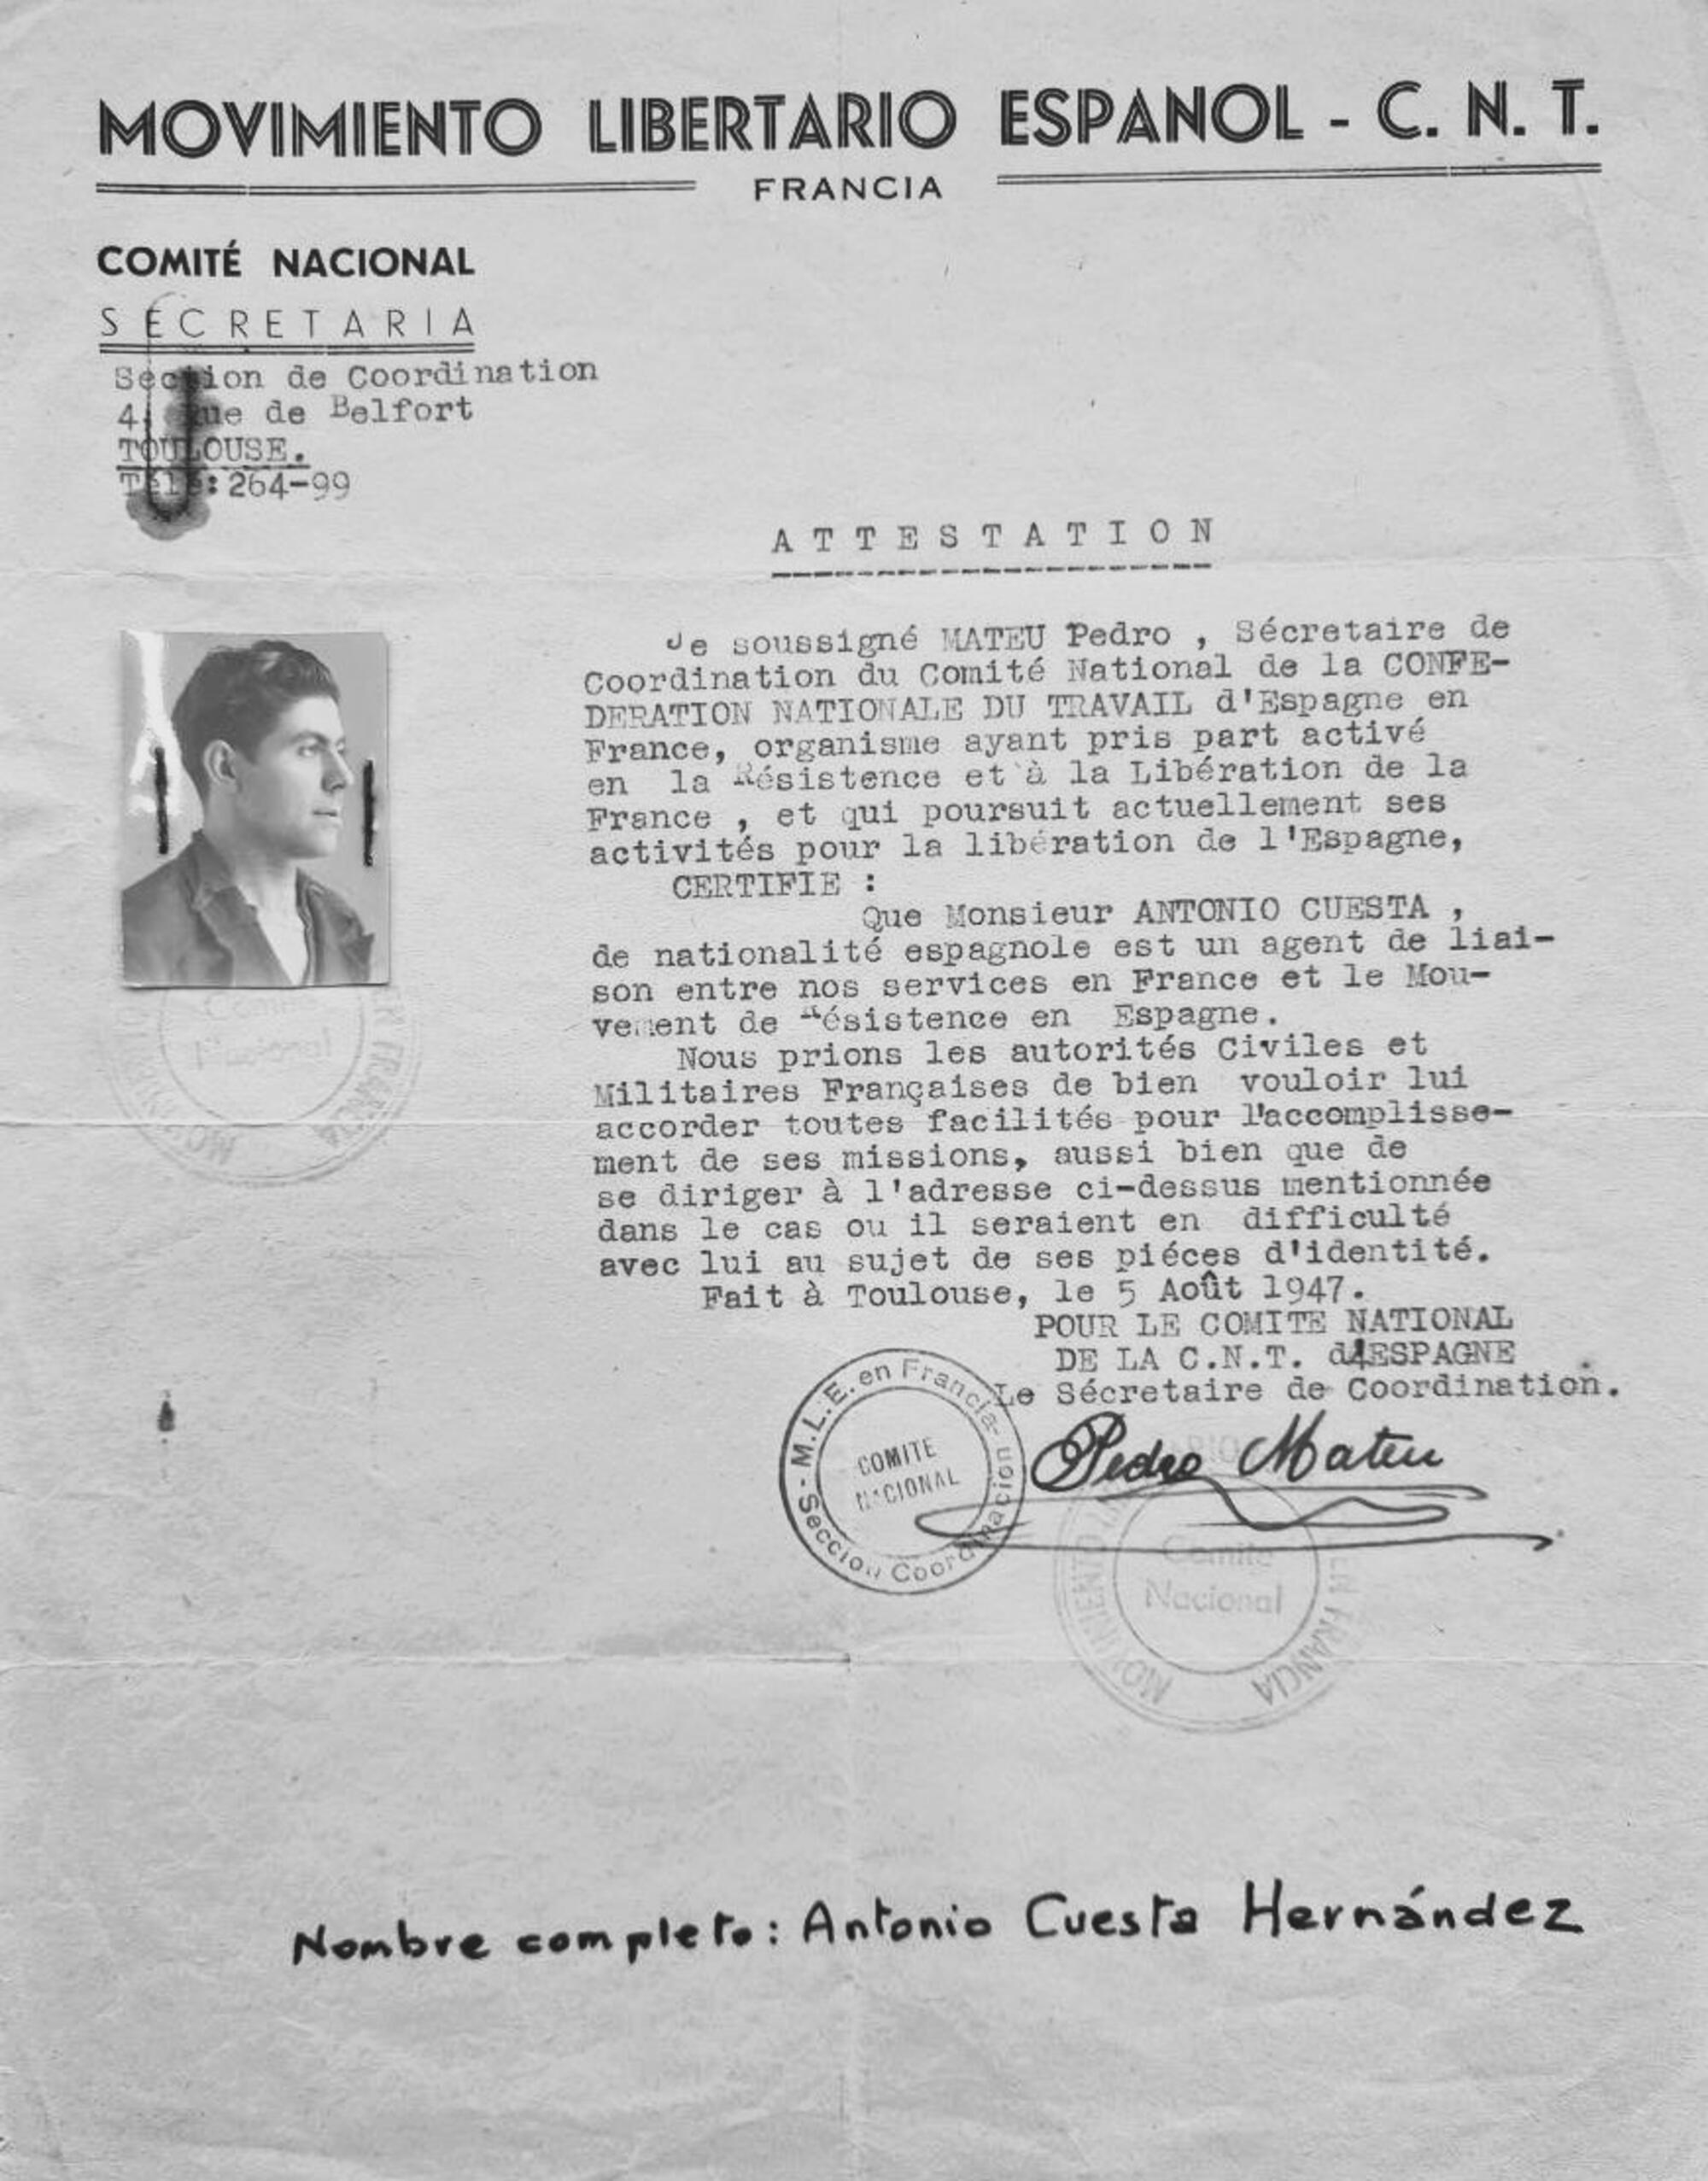 MOVIMIENTO LIBERTARIO ESPANOL - C. N. T.
FRANCIA
COMITÉ NACIONAL
SECRETARIA
Section de Coordination
4, Rue de Belfort
TOULOUSE.
Télé: 264-99
ATTESTATION
Je soussigné MATEU Pedro , Sécretaire de
Coordination du Comité National de la CONFE-
DERATION NATIONALE DU TRAVAIL d'Espagne en
France, organisme ayant pris part activé
en la Résistence et à la Libération de la
France , et qui poursuit actuellement ses
activités pour la libération de l'Espagne,
CERTIFIE :
Que Monsieur ANTONIO CUESTA ,
de nationalité espagnole est un agent de liai-
son entre nos services en France et le Mou-
vement de Résistence en Espagne.
Nous prions les autorités Civiles et
Militaires Françaises de bien vouloir lui
accorder toutes facilités pour l'accomplisse-
ment de ses missions, aussi bien que de
se diriger à l'adresse ci-dessus mentionnée
dans le cas ou il seraient en difficulté
avec lui au sujet de ses piéces d'identité.
Fait à Toulouse, le 5 Août 1947.
POUR LE COMITE NATIONAL
DE LA C.N.T. d'ESPAGNE
Le Sécretaire de Coordination.
M.L.E. en Francia - Seccion Coordinacion -
COMITE
NACIONAL
Pedro Mateu
MOVIMIENTO EN FRANCIA
Comite
Nacional
Nombre completo: Antonio Cuesta Hernández